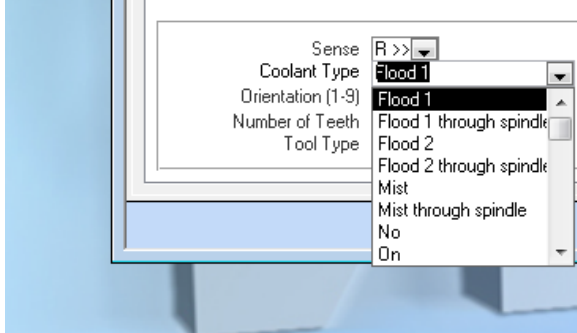 Sense R >>
Coolant Type Flood 1
Orientation (1-9) Flood 1
Number of Teeth Flood 1 through spindle
Tool Type Flood 2
Flood 2 through spindle
Mist
Mist through spindle
No
On